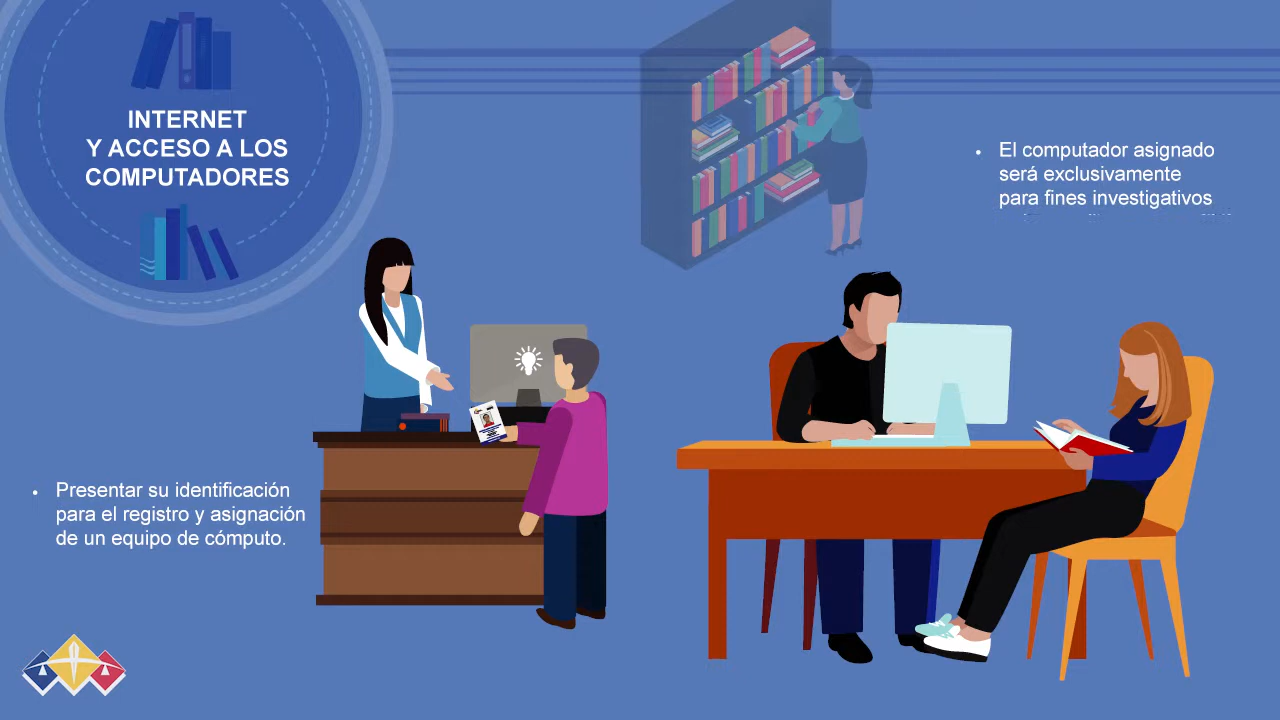 INTERNET
Y ACCESO A LOS
COMPUTADORES
El computador asignado
será exclusivamente
para fines investigativos
Presentar su identificación
para el registro y asignación
de un equipo de cómputo.